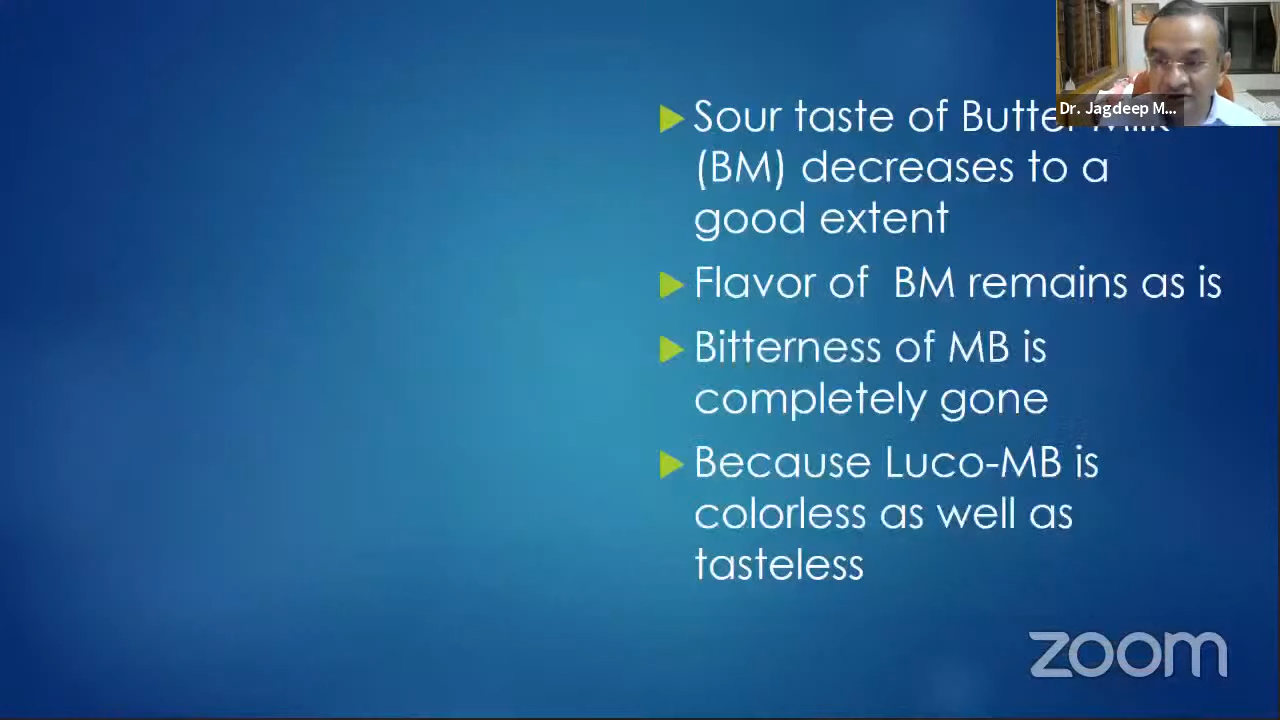 Dr. Jagdeep M...
Sour taste of Butter Milk
(BM) decreases to a
good extent
Flavor of BM remains as is
Bitterness of MB is
completely gone
Because Luco-MB is
colorless as well as
tasteless
zoom